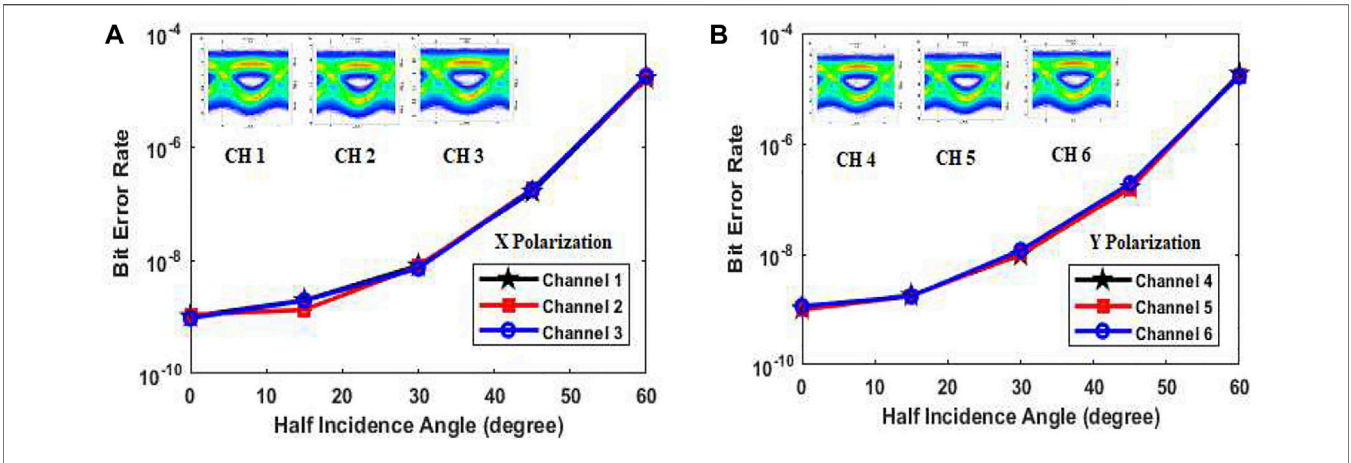 A
Bit Error Rate
10-4
10-6
10-8
10-10
CH 1
CH 2
CH 3
X Polarization
Channel 1
Channel 2
Channel 3
0 10 20 30 40 50 60
Half Incidence Angle (degree)
B
Bit Error Rate
10-4
10-6
10-8
10-10
CH 4
CH 5
CH 6
Y Polarization
Channel 4
Channel 5
Channel 6
0 10 20 30 40 50 60
Half Incidence Angle (degree)